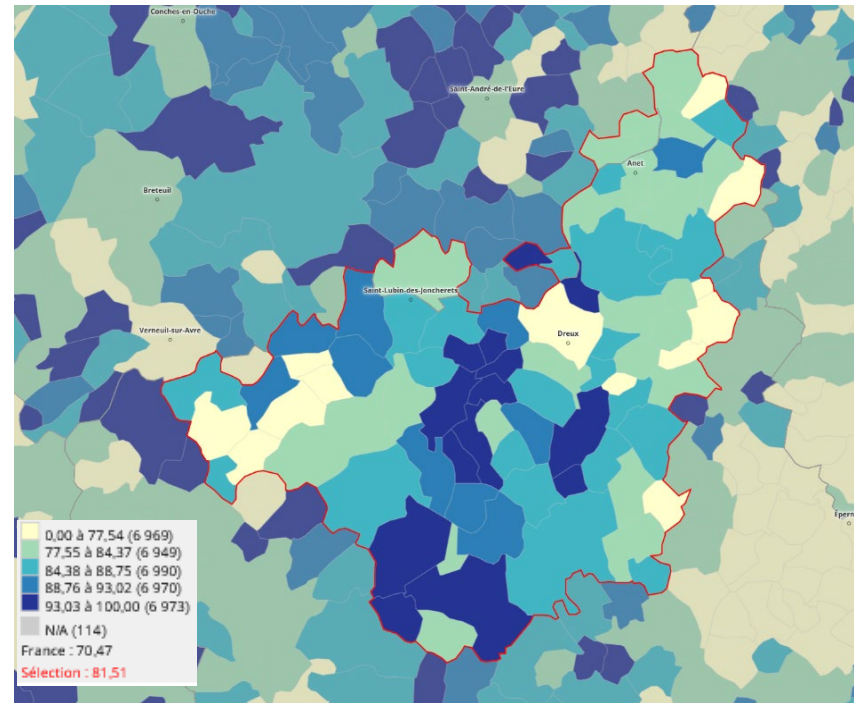 Conches-en-Ouche
Saint-André-de-l'Eure
Anet
Breteuil
Saint-Lubin-des-Joncherets
Verneuil-sur-Avre
Dreux
Épern
0,00 à 77,54 (6 969)
77,55 à 84,37 (6 949)
84,38 à 88,75 (6 990)
88,76 à 93,02 (6 970)
93,03 à 100,00 (6 973)
N/A (114)
France : 70,47
Sélection : 81,51